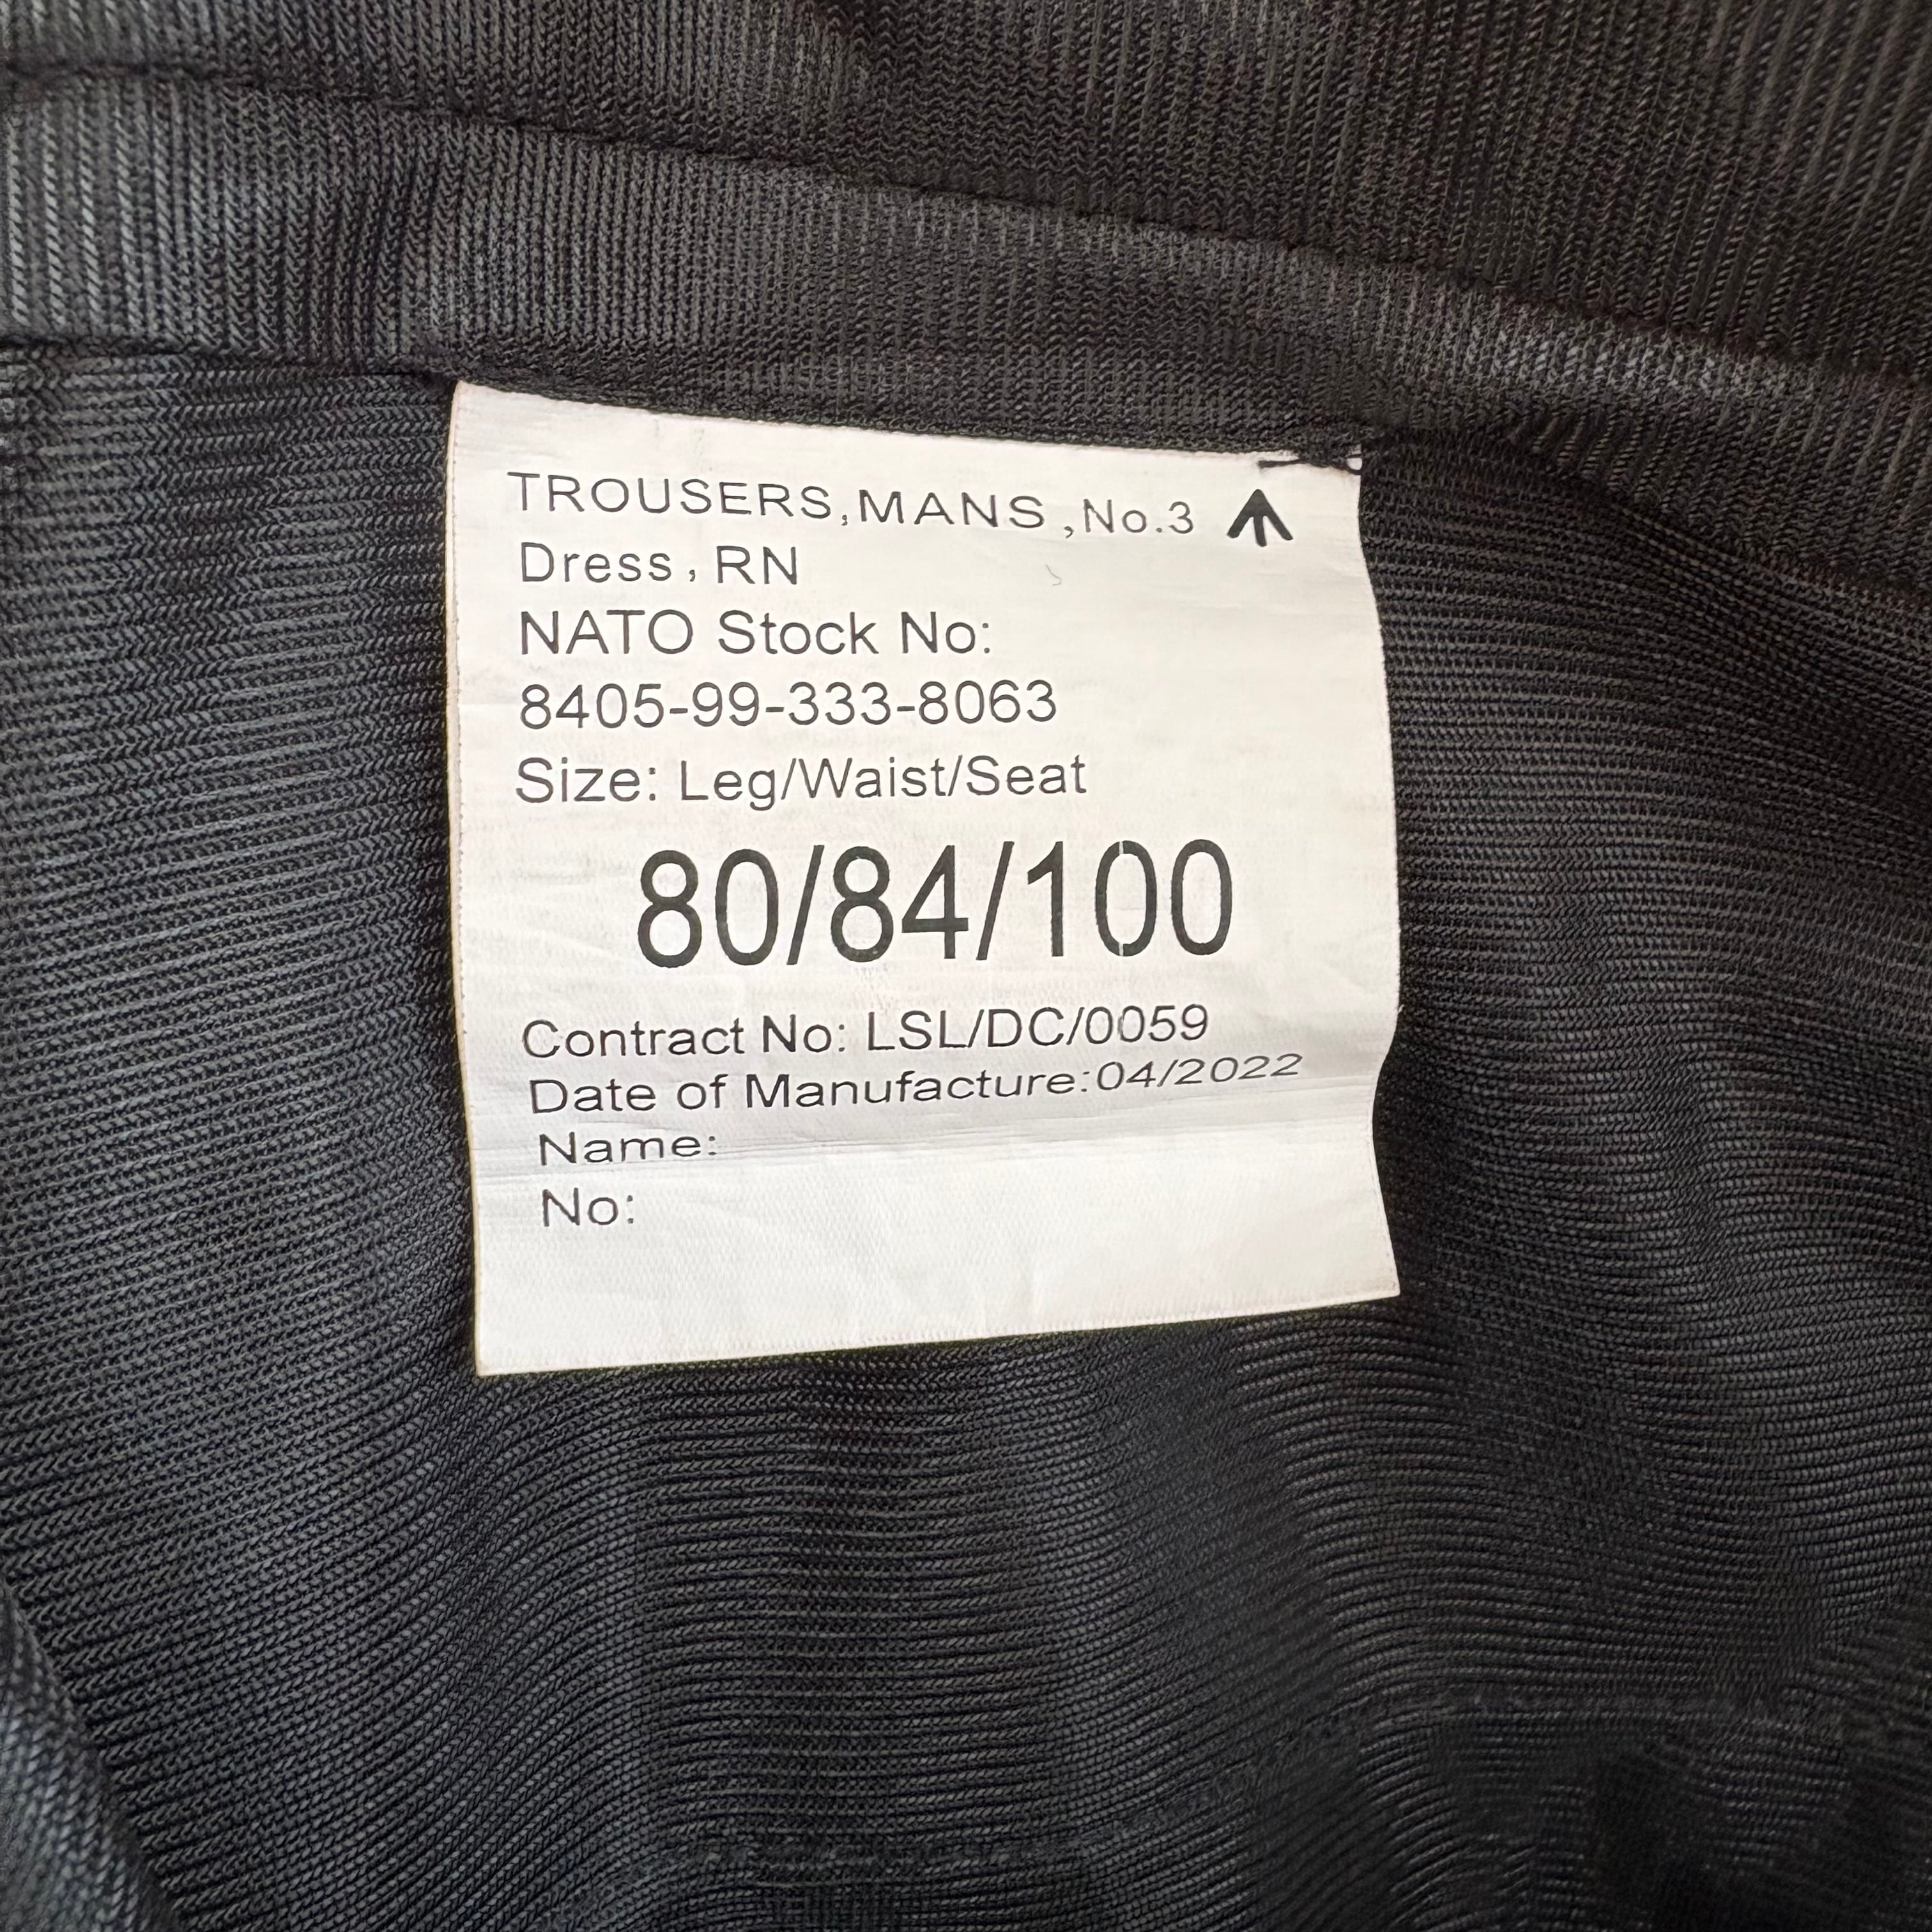 TROUSERS,MANS,No.3
Dress, RN
NATO Stock No:
8405-99-333-8063
Size: Leg/Waist/Seat
80/84/100
Contract No: LSL/DC/0059
Date of Manufacture:04/2022
Name:
No: